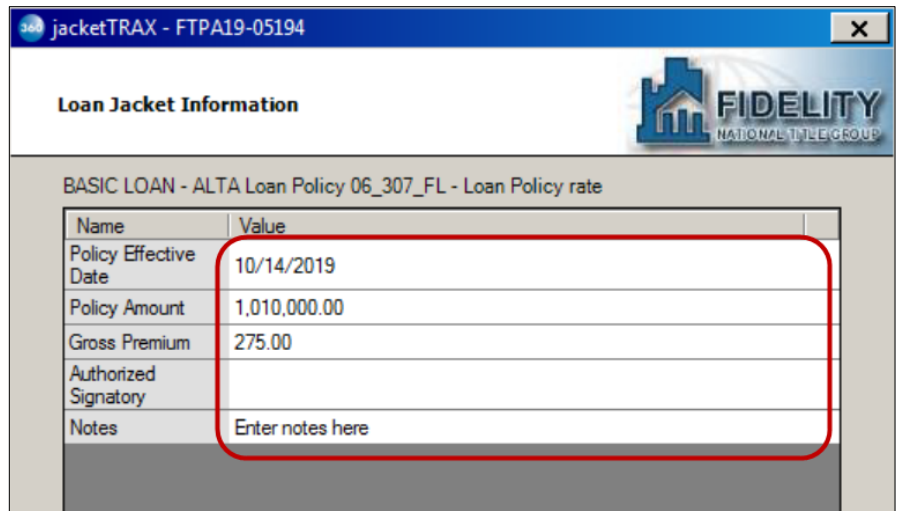 360 jacketTRAX - FTPA19-05194
Loan Jacket Information
FIDELITY
NATIONAL TITLE GROUP
BASIC LOAN - ALTA Loan Policy 06_307_FL - Loan Policy rate
Name Value
Policy Effective
Date
10/14/2019
Policy Amount 1,010,000.00
Gross Premium 275.00
Authorized
Signatory
Notes Enter notes here